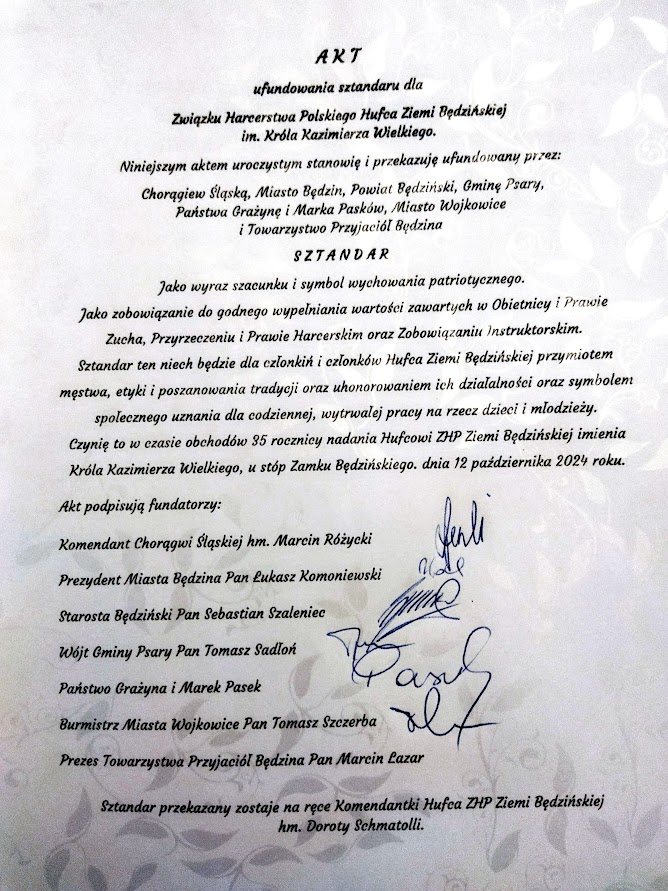 AKT
ufundowania sztandaru dla
Związku Harcerstwa Polskiego Hufca Ziemi Będzińskiej
im. Króla Kazimierza Wielkiego.
Niniejszym aktem uroczystym stanowię i przekazuję ufundowany przez:
Chorągiew Śląską, Miasto Będzin, Powiat Będziński, Gminę Psary,
Państwa Grażynę i Marka Pasków, Miasto Wojkowice
i Towarzystwo Przyjaciół Będzina
SZTANDAR
Jako wyraz szacunku i symbol wychowania patriotycznego.
Jako zobowiązanie do godnego wypełniania wartości zawartych w Obietnicy i Prawie
Zucha, Przyrzeczeniu i Prawie Harcerskim oraz Zobowiązaniu Instruktorskim.
Sztandar ten niech będzie dla członkiń i członków Hufca Ziemi Będzińskiej przymiotem
męstwa, etyki i poszanowania tradycji oraz uhonorowaniem ich działalności oraz symbolem
społecznego uznania dla codziennej, wytrwałej pracy na rzecz dzieci i młodzieży.
Czynię to w czasie obchodów 35 rocznicy nadania Hufcowi ZHP Ziemi Będzińskiej imienia
Króla Kazimierza Wielkiego, u stóp Zamku Będzińskiego. dnia 12 października 2024 roku.
Akt podpisują fundatorzy:
Komendant Chorągwi Śląskiej hm. Marcin Różycki
Prezydent Miasta Będzina Pan Łukasz Komoniewski
Starosta Będziński Pan Sebastian Szaleniec
Wójt Gminy Psary Pan Tomasz Sadłoń
Państwo Grażyna i Marek Pasek
Burmistrz Miasta Wojkowice Pan Tomasz Szczerba
Prezes Towarzystwa Przyjaciół Będzina Pan Marcin Lazar
Sztandar przekazany zostaje na ręce Komendantki Hufca ZHP Ziemi Będzińskiej
hm. Doroty Schmatolli.